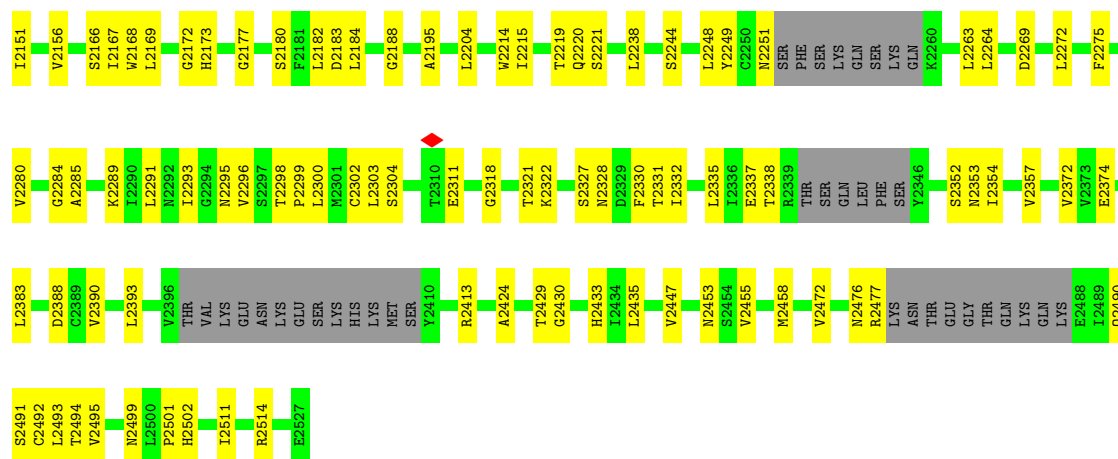 I2151 V2156 S2166 I2167 W2168 L2169 G2172 H2173 G2177 S2180 F2181 L2182 D2183 L2184 G2188 A2195 L2204 W2214 I2215 T2219 Q2220 S2221 L2238 S2244 L2248 Y2249 C2250 N2251 SER PHE SER LYS GLN SER LYS GLN K2260 L2263 L2264 D2269 L2272 F2275
V2280 G2284 A2285 K2289 I2290 L2291 N2292 I2293 G2294 N2295 V2296 S2297 T2298 P2299 L2300 M2301 C2302 L2303 S2304 T2310 E2311 G2318 T2321 K2322 S2327 N2328 D2329 F2330 T2331 I2332 L2335 I2336 E2337 T2338 R2339 THR SER GLN LEU PHE SER Y2346 S2352 N2353 I2354 V2357 V2372 V2373 E2374
L2383 D2388 C2389 V2390 L2393 V2396 THR VAL LYS GLU ASN LYS GLU SER LYS HIS LYS MET SER Y2410 R2413 A2424 T2429 G2430 H2433 I2434 L2435 V2447 N2453 S2454 V2455 M2458 V2472 N2476 R2477 LYS ASN THR GLU GLY THR GLN LYS GLN LYS E2488 I2489
S2491 C2492 L2493 T2494 V2495 N2499 L2500 P2501 H2502 I2511 R2514 E2527